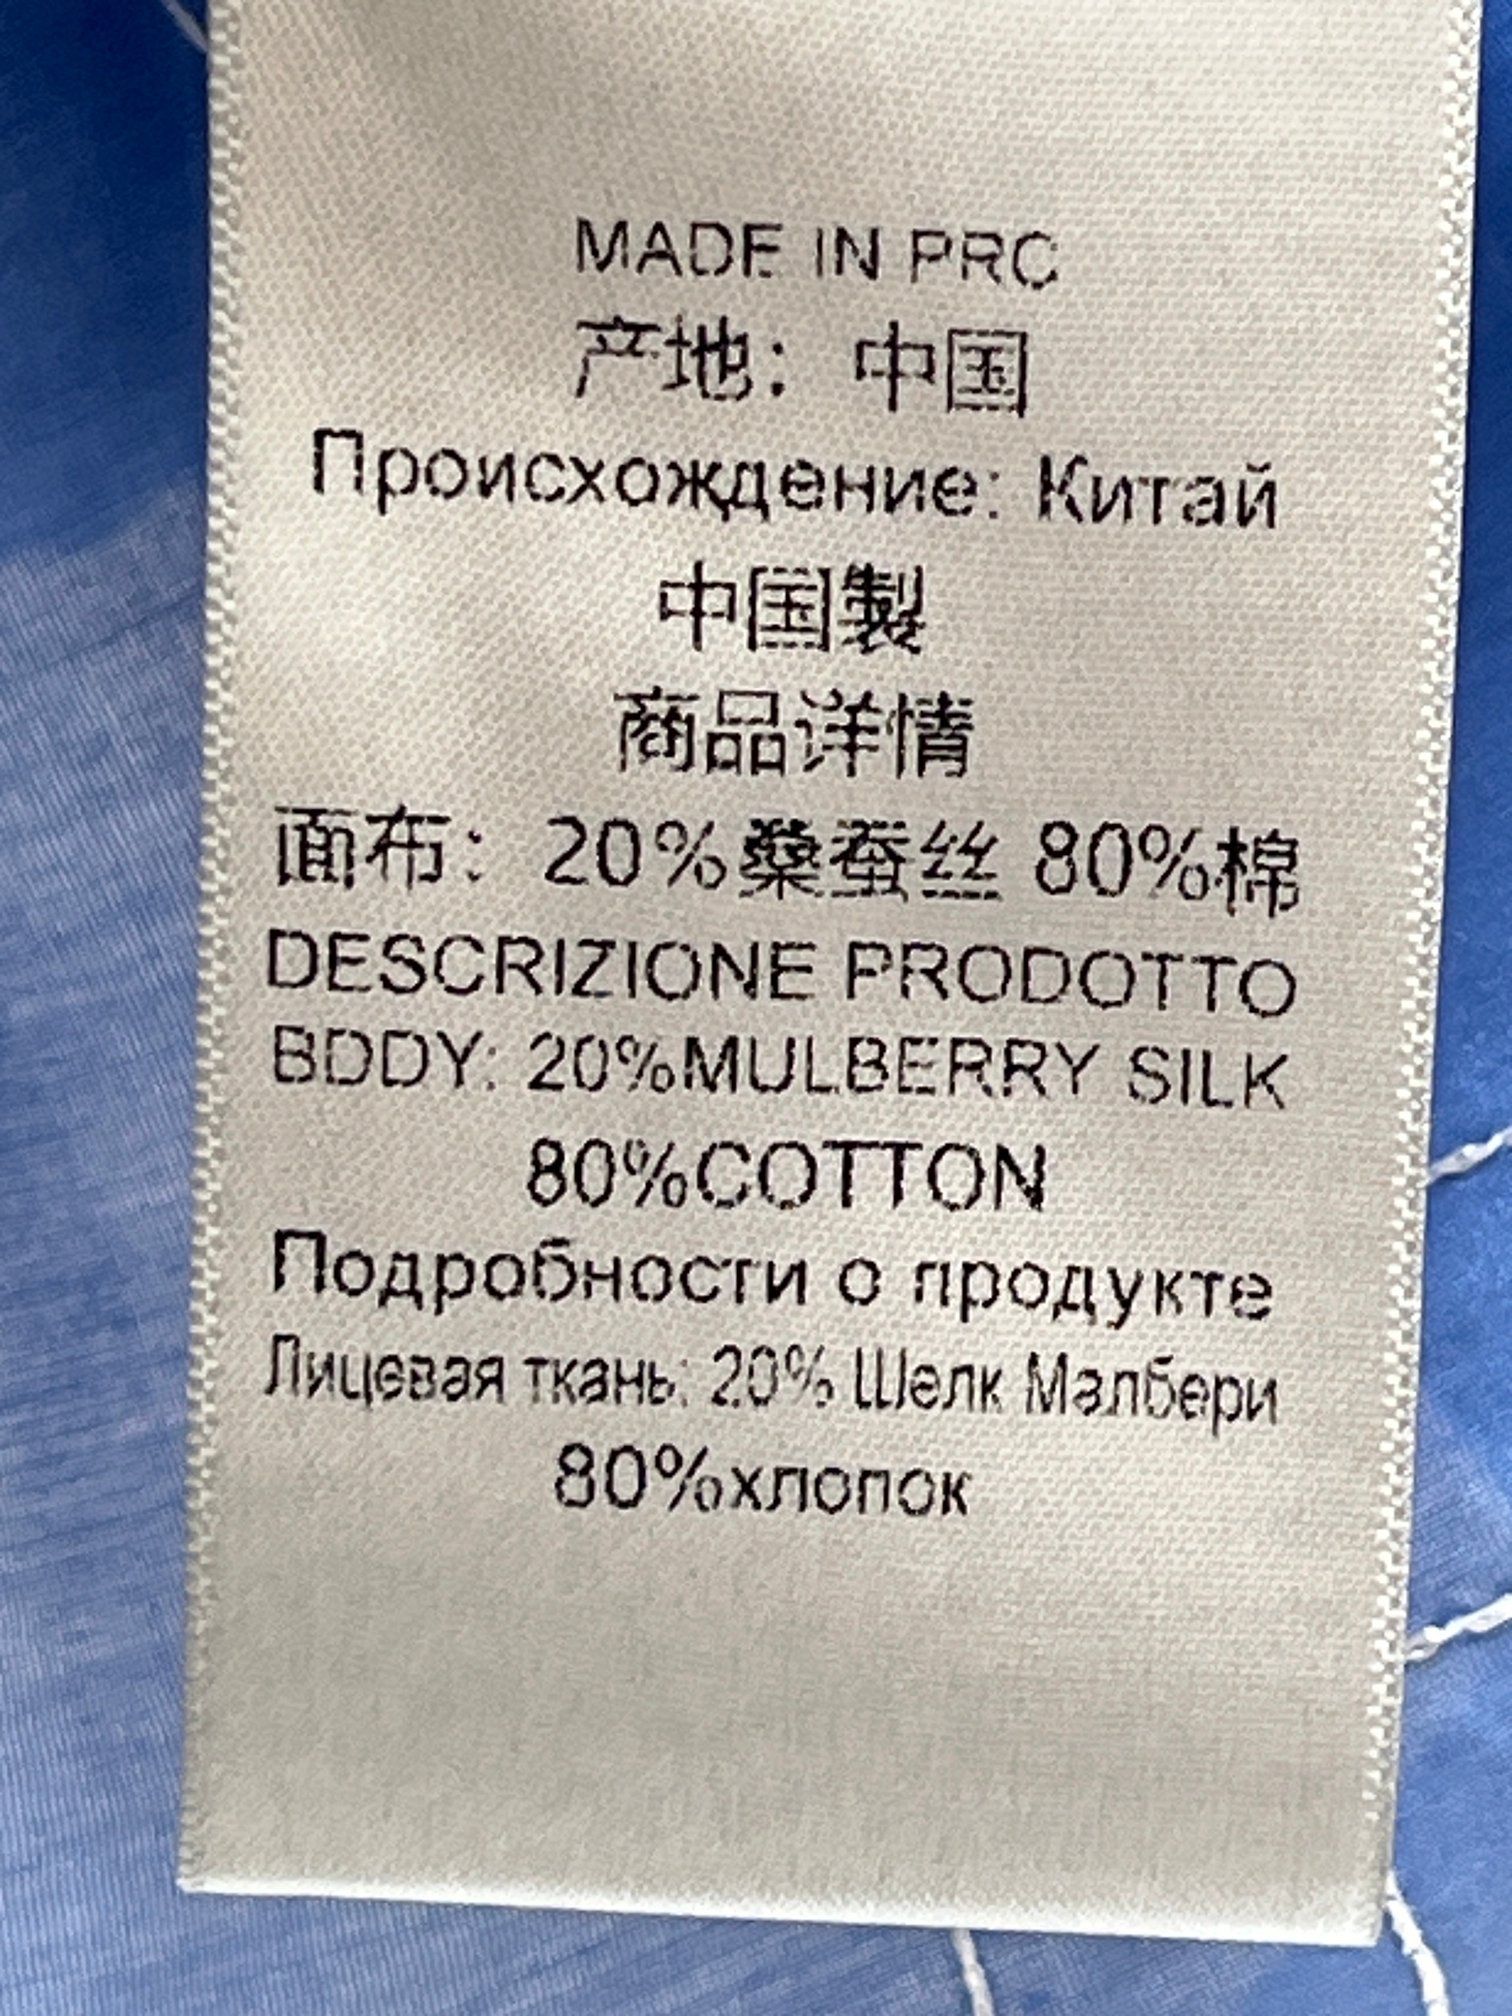 MADE IN PRC
产地：中国
Происхождение: Китай
中国製
商品详情
面布：20%桑蚕丝 80%棉
DESCRIZIONE PRODOTTO
BODY: 20%MULBERRY SILK
80%COTTON
Подробности о продукте
Лицевая ткань: 20% Шелк Малбери
80%хлопок